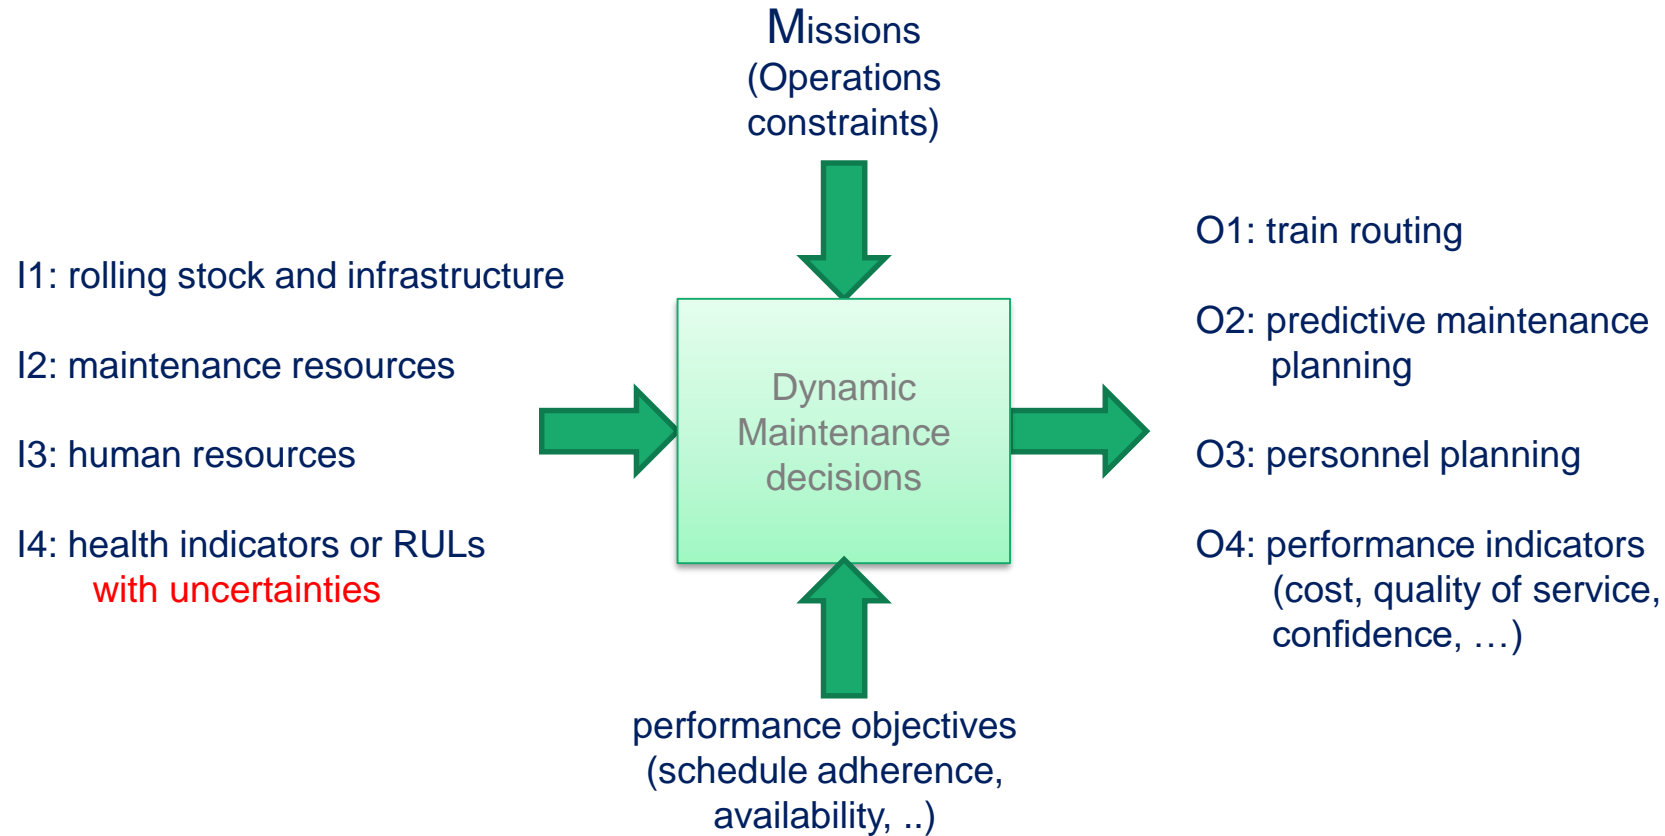 Missions
(Operations
constraints)
I1: rolling stock and infrastructure
I2: maintenance resources
I3: human resources
I4: health indicators or RULs
with uncertainties
Dynamic
Maintenance
decisions
O1: train routing
O2: predictive maintenance
planning
O3: personnel planning
O4: performance indicators
(cost, quality of service,
confidence, …)
performance objectives
(schedule adherence,
availability, ..)